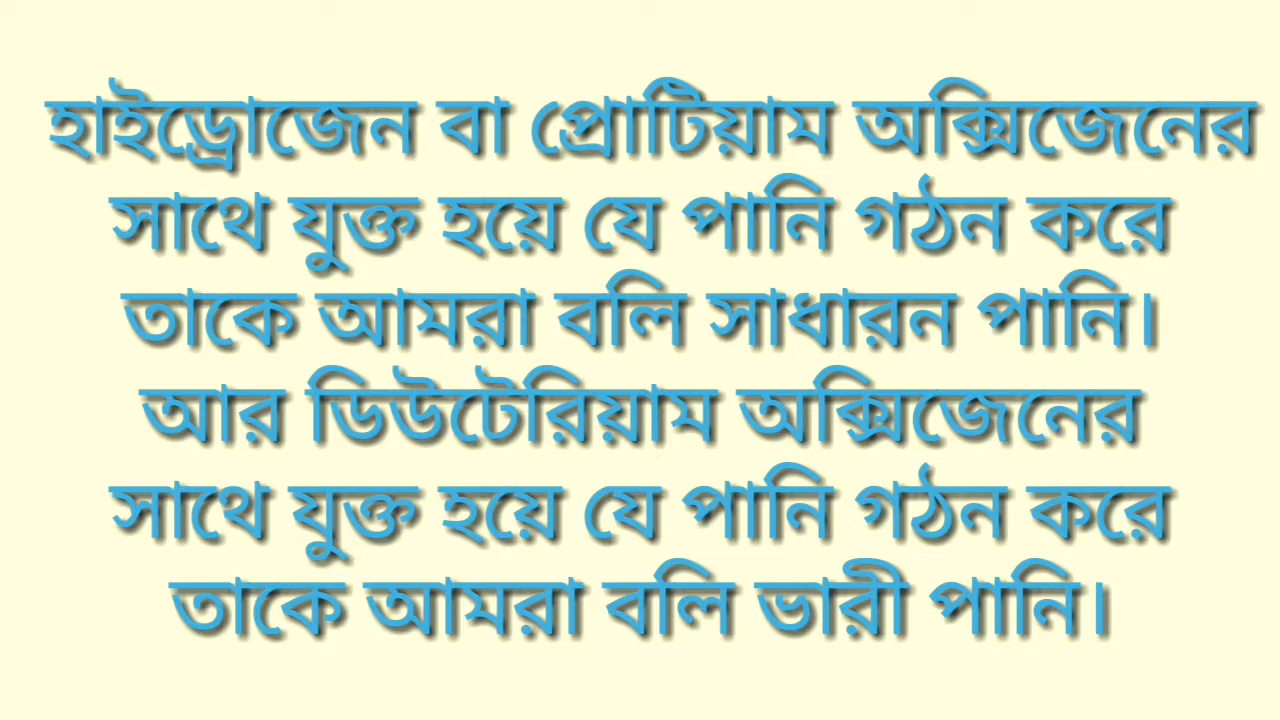 হাইড্রোজেন বা প্রোটিয়াম অক্সিজেনের
সাথে যুক্ত হয়ে যে পানি গঠন করে
তাকে আমরা বলি সাধারন পানি।
আর ডিউটেরিয়াম অক্সিজেনের
সাথে যুক্ত হয়ে যে পানি গঠন করে
তাকে আমরা বলি ভারী পানি।